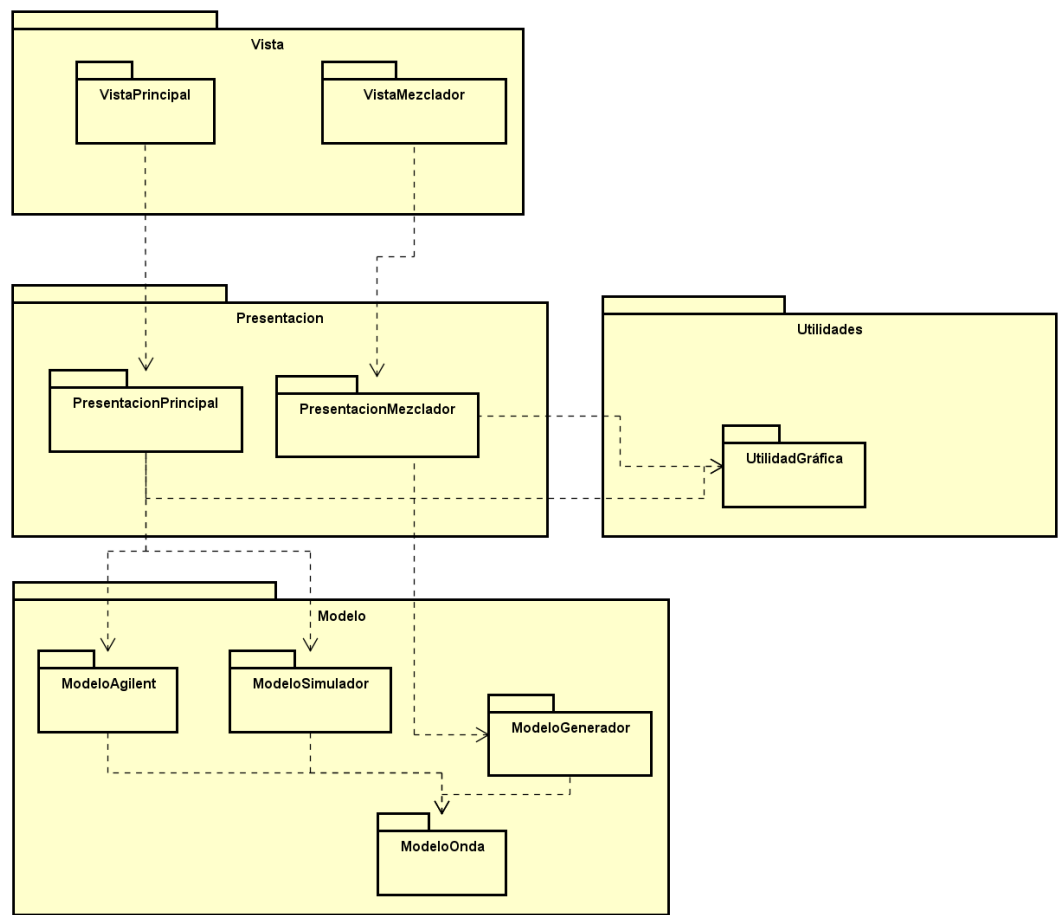 Vista
VistaPrincipal
VistaMezclador
Presentacion
PresentacionPrincipal
PresentacionMezclador
Utilidades
UtilidadGráfica
Modelo
ModeloAgilent
ModeloSimulador
ModeloGenerador
ModeloOnda